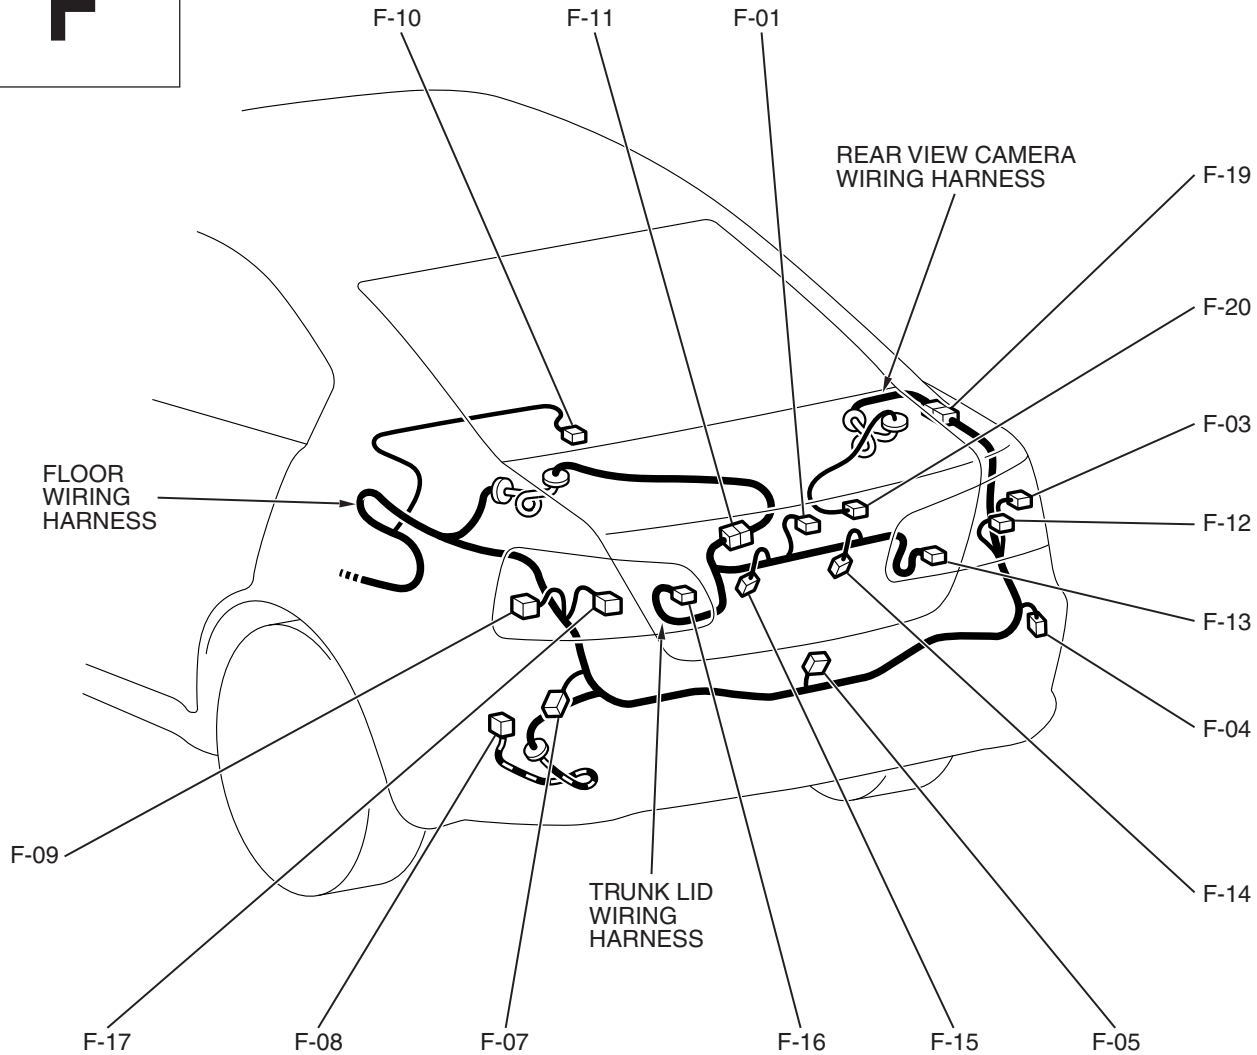 F-10
F-11
F-01
REAR VIEW CAMERA
WIRING HARNESS
F-19
F-20
F-03
FLOOR
WIRING
HARNESS
F-12
F-13
F-04
F-09
TRUNK LID
WIRING
HARNESS
F-14
F-17
F-08
F-07
F-16
F-15
F-05